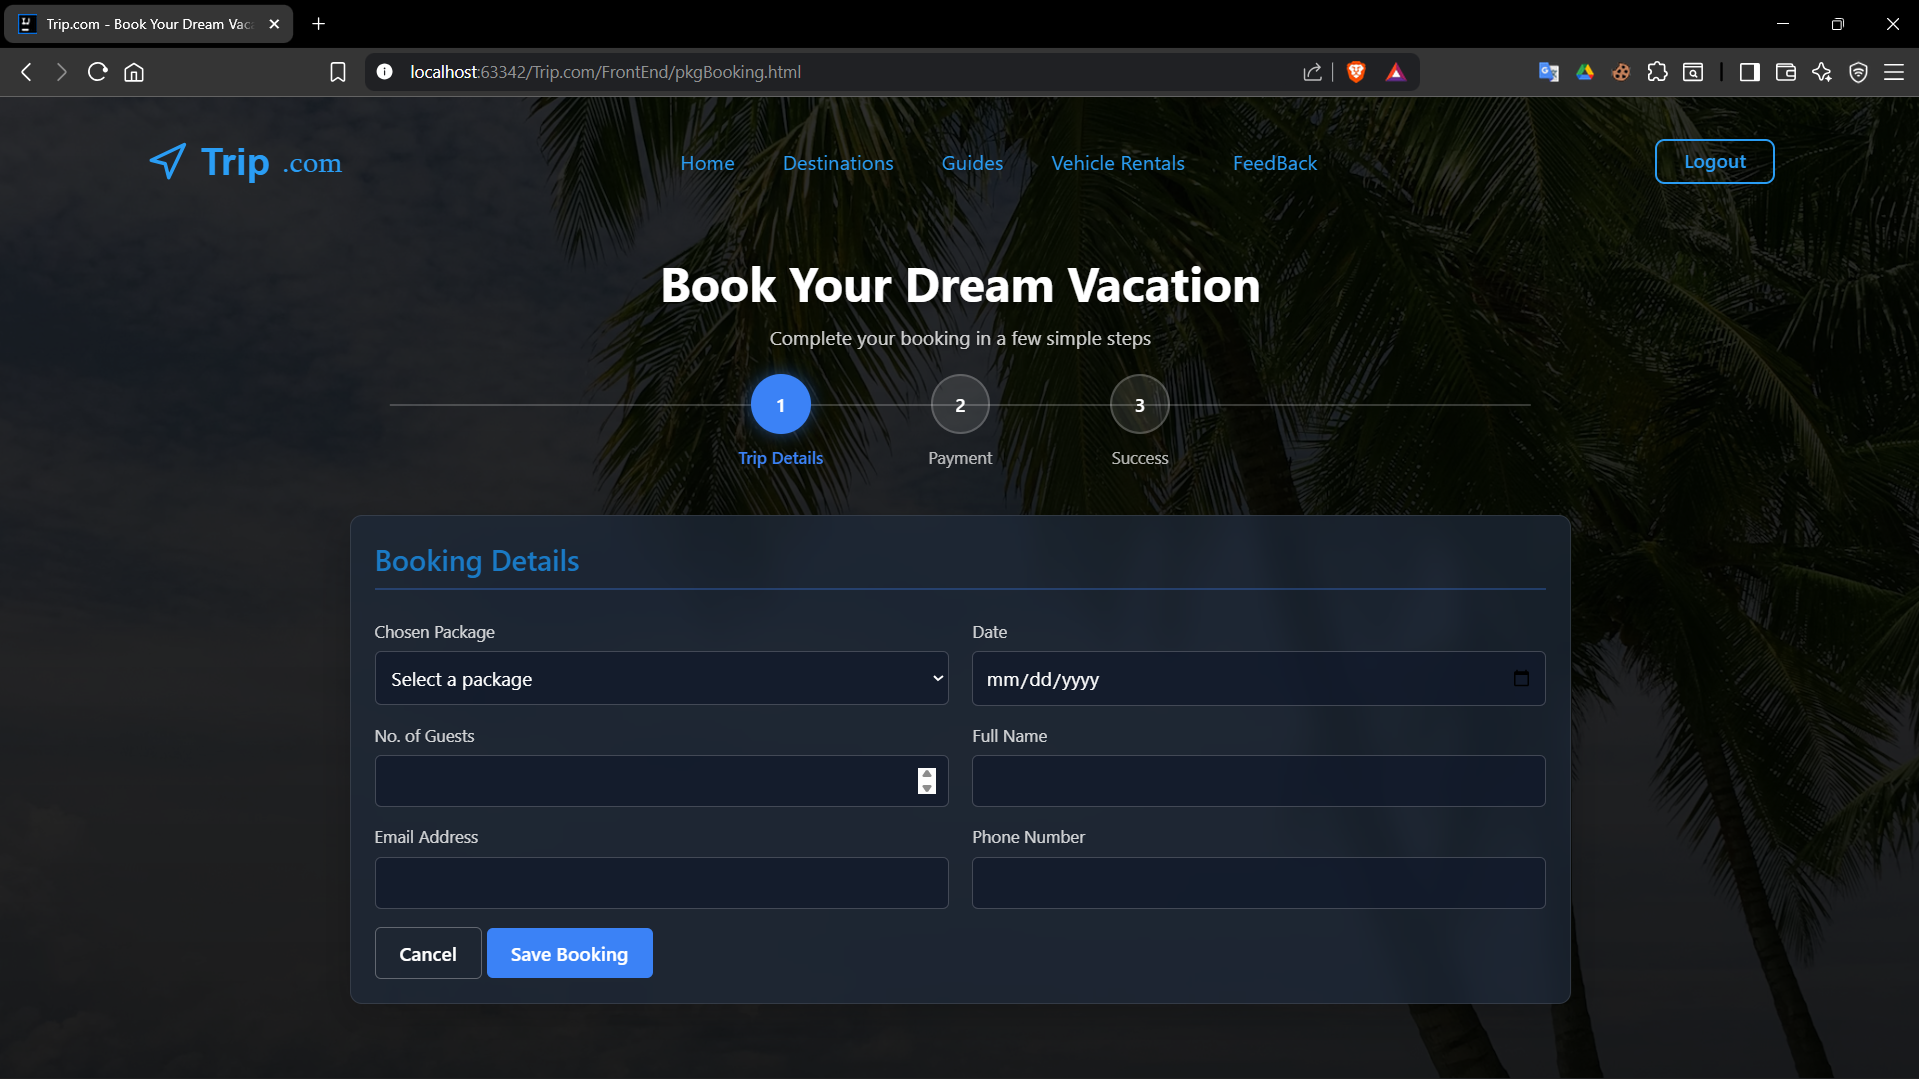 Trip.com - Book Your Dream Vac
localhost:63342/Trip.com/FrontEnd/pkgBooking.html
Trip .com
Home Destinations Guides Vehicle Rentals FeedBack
Logout
Book Your Dream Vacation
Complete your booking in a few simple steps
1 2 3
Trip Details Payment Success
Booking Details
Chosen Package Date
Select a package mm/dd/yyyy
No. of Guests Full Name
Email Address Phone Number
Cancel Save Booking